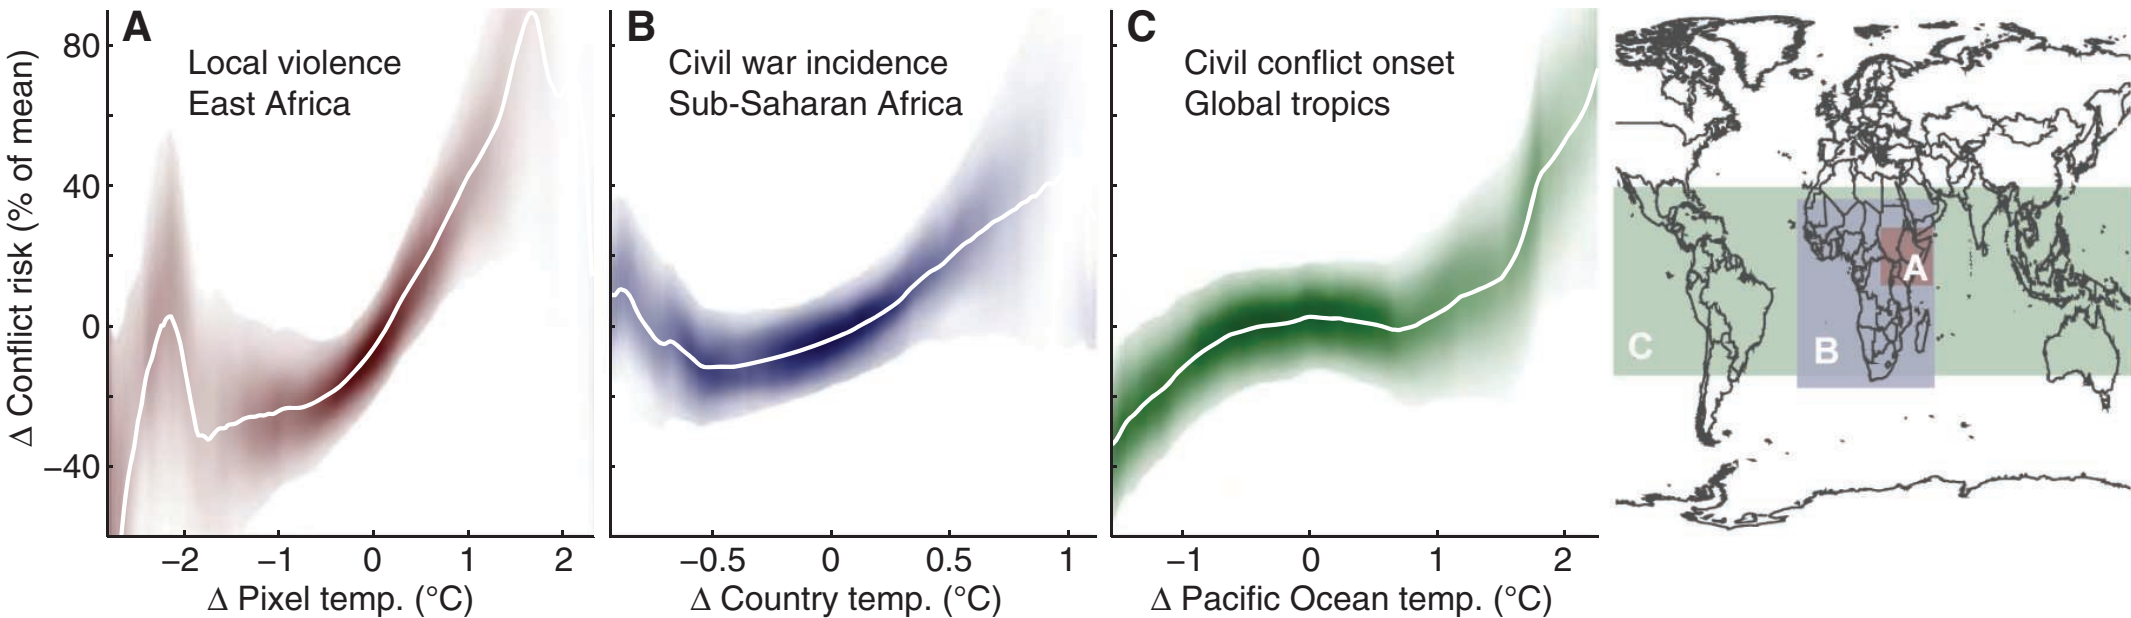 A
Local violence
East Africa
80
40
0
−40
Δ Conflict risk (% of mean)
−2 −1 0 1 2
Δ Pixel temp. (°C)
B
Civil war incidence
Sub-Saharan Africa
−0.5 0 0.5 1
Δ Country temp. (°C)
C
Civil conflict onset
Global tropics
−1 0 1 2
Δ Pacific Ocean temp. (°C)
A
B
C